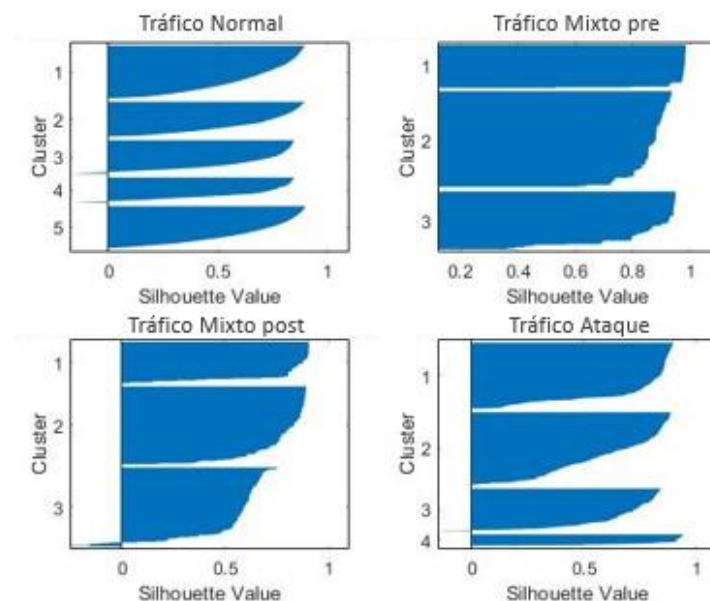 Tráfico Normal
Cluster
1
2
3
4
5
0
0.5
1
Silhouette Value
Tráfico Mixto pre
Cluster
1
2
3
0.2
0.4
0.6
0.8
1
Silhouette Value
Tráfico Mixto post
Cluster
1
2
3
0
0.5
1
Silhouette Value
Tráfico Ataque
Cluster
1
2
3
4
0
0.5
1
Silhouette Value